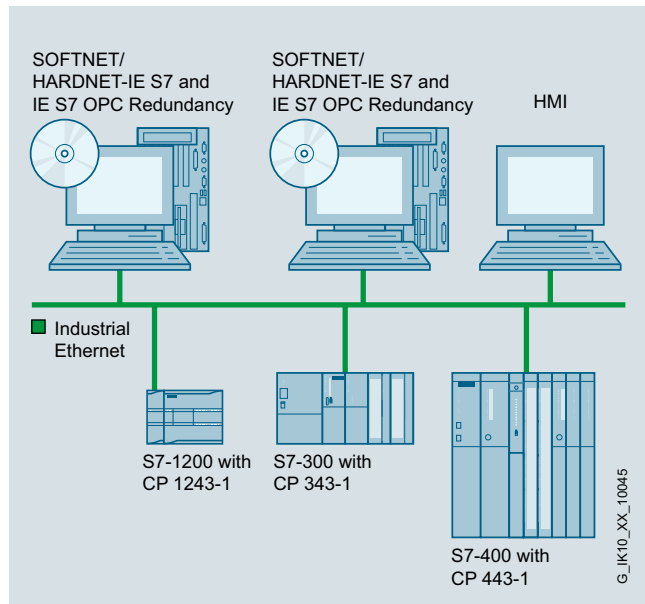 SOFTNET/
HARDNET-IE S7 and
IE S7 OPC Redundancy
SOFTNET/
HARDNET-IE S7 and
IE S7 OPC Redundancy
HMI
Industrial
Ethernet
S7-1200 with
CP 1243-1
S7-300 with
CP 343-1
S7-400 with
CP 443-1
G_IK10_XX_10045